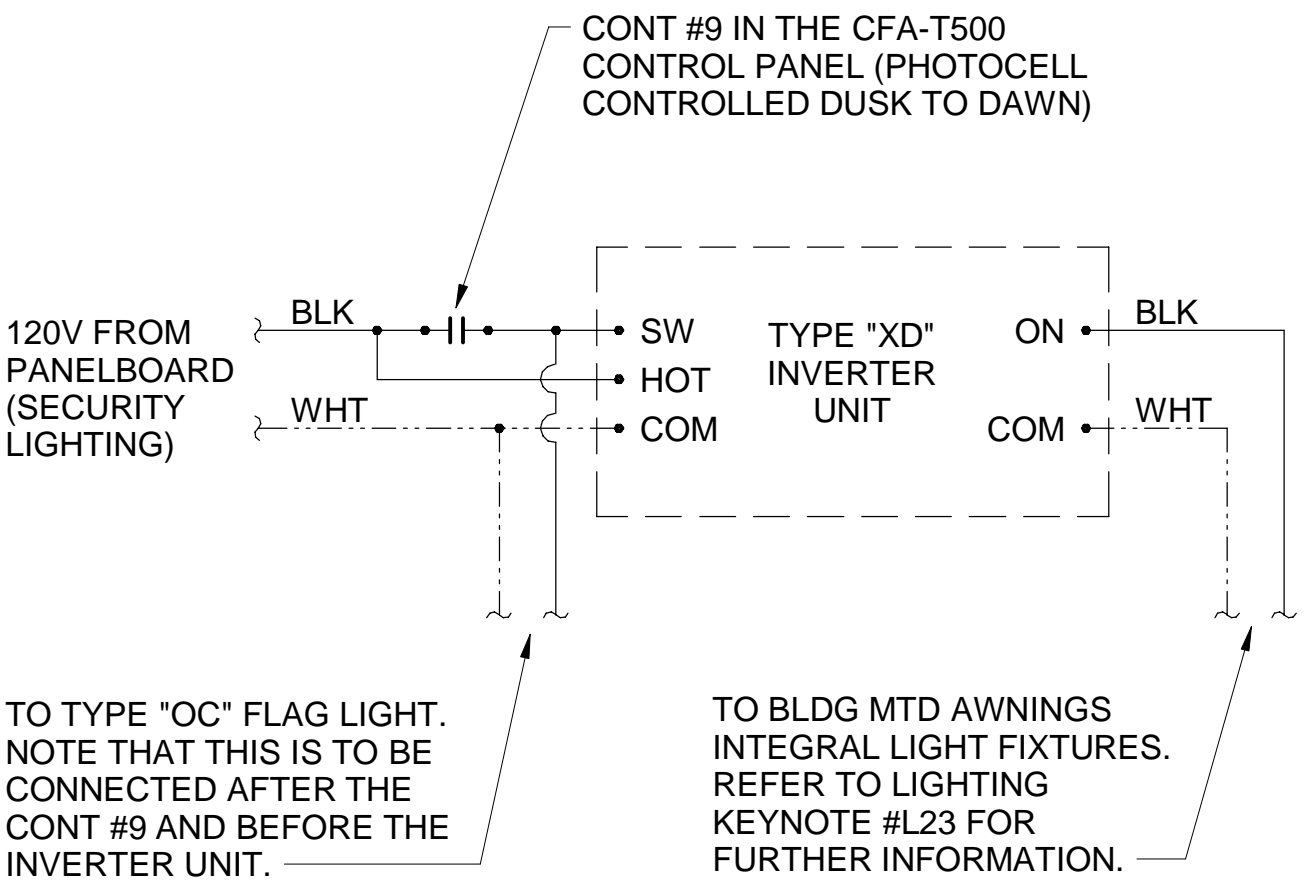 CONT #9 IN THE CFA-T500
CONTROL PANEL (PHOTOCELL
CONTROLLED DUSK TO DAWN)
120V FROM
PANELBOARD
(SECURITY
LIGHTING)
BLK
WHT
SW
HOT
COM
TYPE "XD"
INVERTER
UNIT
ON
COM
BLK
WHT
TO TYPE "OC" FLAG LIGHT.
NOTE THAT THIS IS TO BE
CONNECTED AFTER THE
CONT #9 AND BEFORE THE
INVERTER UNIT.
TO BLDG MTD AWNINGS
INTEGRAL LIGHT FIXTURES.
REFER TO LIGHTING
KEYNOTE #L23 FOR
FURTHER INFORMATION.